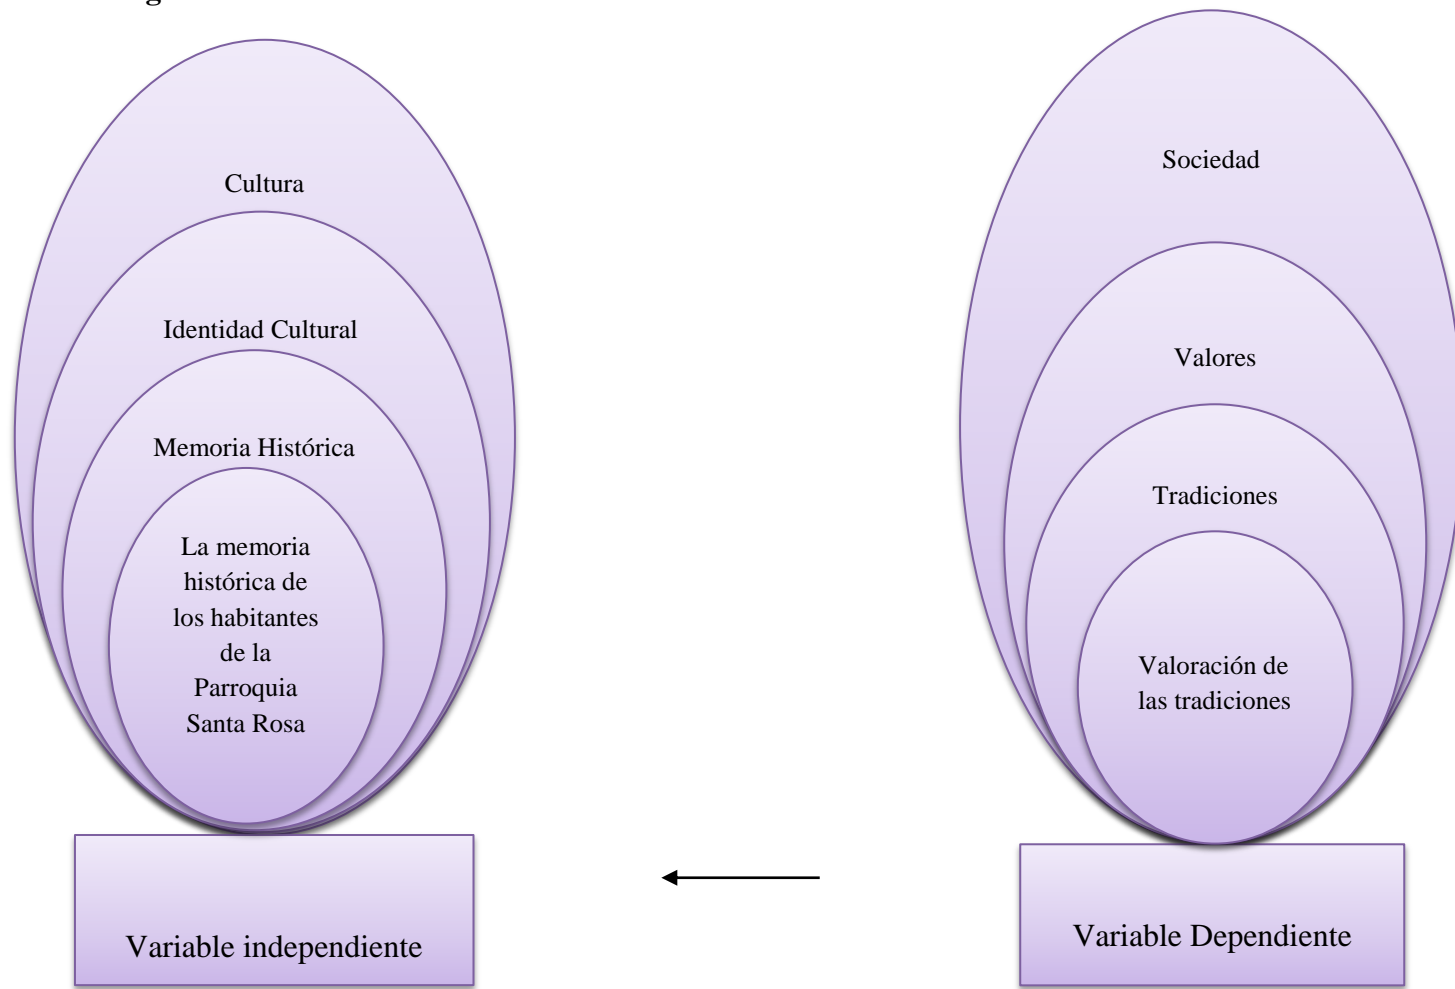 Cultura
Identidad Cultural
Memoria Histórica
La memoria
histórica de
los habitantes
de la
Parroquia
Santa Rosa
Variable independiente
Sociedad
Valores
Tradiciones
Valoración de
las tradiciones
Variable Dependiente